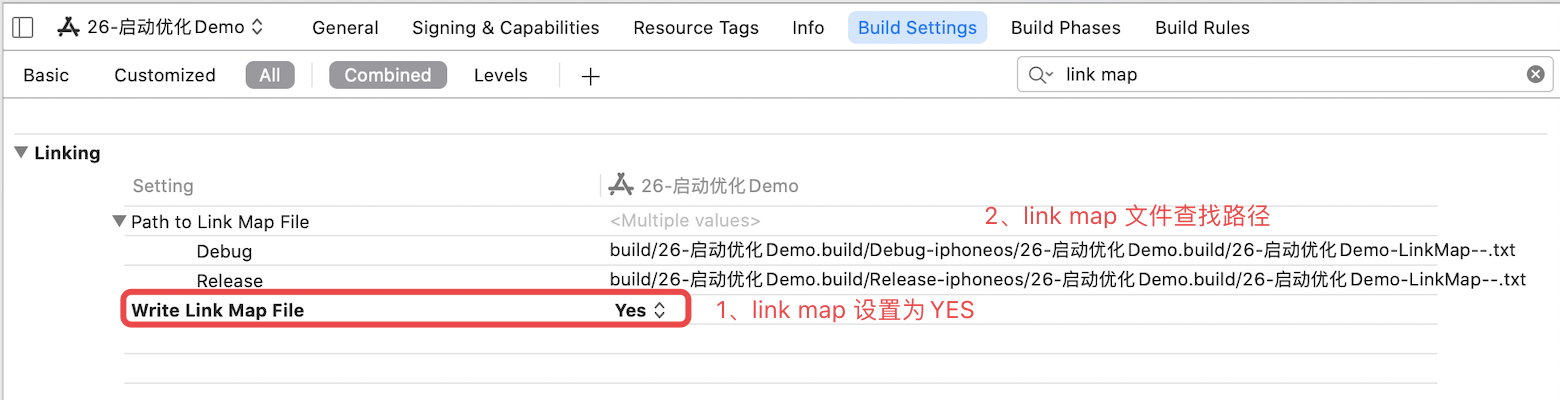 26-启动优化Demo General Signing & Capabilities Resource Tags Info Build Settings Build Phases Build Rules
Basic Customized All Combined Levels + link map
Linking
Setting 26-启动优化Demo
Path to Link Map File <Multiple values> 2、link map 文件查找路径
Debug build/26-启动优化Demo.build/Debug-iphoneos/26-启动优化Demo.build/26-启动优化Demo-LinkMap--.txt
Release build/26-启动优化Demo.build/Release-iphoneos/26-启动优化Demo.build/26-启动优化Demo-LinkMap--.txt
Write Link Map File Yes 1、link map 设置为YES